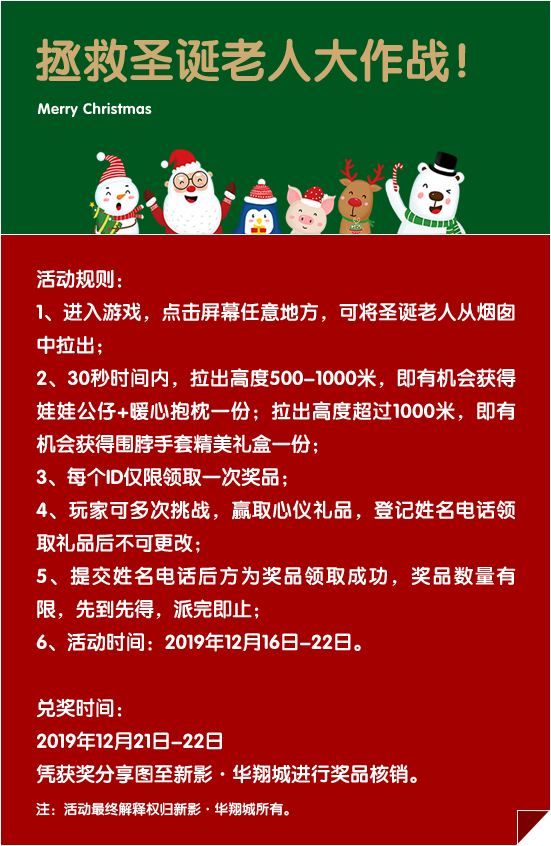 拯救圣诞老人大作战！
Merry Christmas
活动规则：
1、进入游戏，点击屏幕任意地方，可将圣诞老人从烟囱
中拉出；
2、30秒时间内，拉出高度500-1000米，即有机会获得
娃娃公仔+暖心抱枕一份；拉出高度超过1000米，即有
机会获得围脖手套精美礼盒一份；
3、每个ID仅限领取一次奖品；
4、玩家可多次挑战，赢取心仪礼品，登记姓名电话领
取礼品后不可更改；
5、提交姓名电话后方为奖品领取成功，奖品数量有
限，先到先得，派完即止；
6、活动时间：2019年12月16日-22日。
兑奖时间：
2019年12月21日-22日
凭获奖分享图至新影·华翔城进行奖品核销。
注：活动最终解释权归新影·华翔城所有。